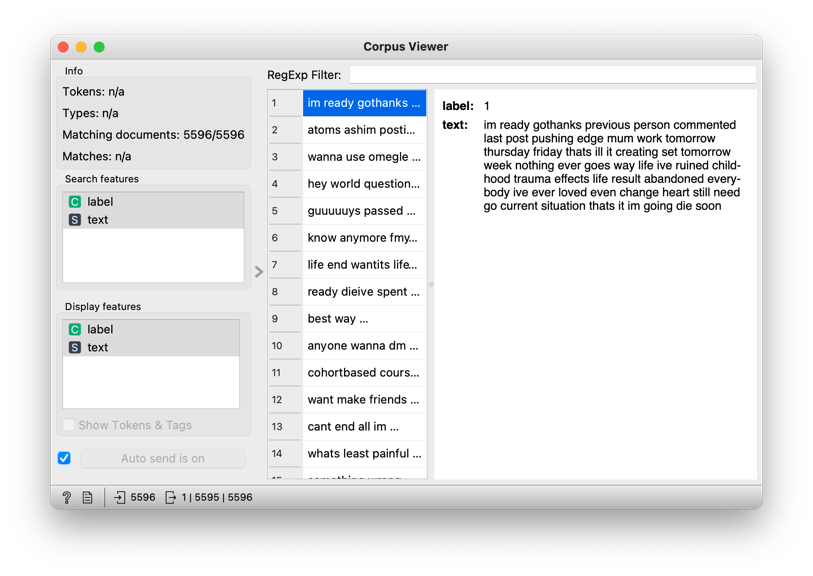 Corpus Viewer
Info
Tokens: n/a
Types: n/a
Matching documents: 5596/5596
Matches: n/a
Search features
C label
S text
Display features
C label
S text
Show Tokens & Tags
Auto send is on
RegExp Filter:
1 im ready gothanks ...
2 atoms ashim posti...
3 wanna use omegle ...
4 hey world question...
5 guuuuuys passed ...
6 know anymore fmy...
7 life end wantits life...
8 ready dieive spent ...
9 best way ...
10 anyone wanna dm ...
11 cohortbased cours...
12 want make friends ...
13 cant end all im ...
14 whats least painful ...
label: 1
text: im ready gothanks previous person commented
last post pushing edge mum work tomorrow
thursday friday thats ill it creating set tomorrow
week nothing ever goes way life ive ruined child-
hood trauma effects life result abandoned every-
body ive ever loved even change heart still need
go current situation thats it im going die soon
? 5596 1 | 5595 | 5596